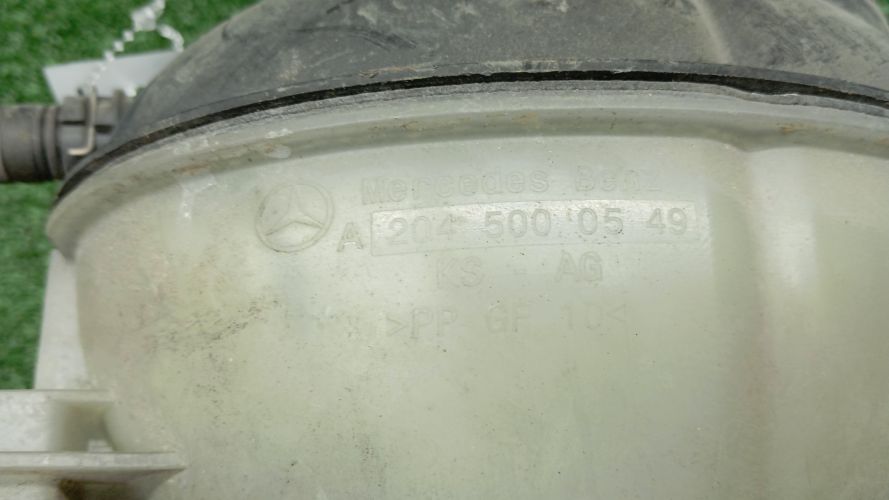 Mercedes Benz
A 204 500 05 49
KS - AG
>PP GF 10<